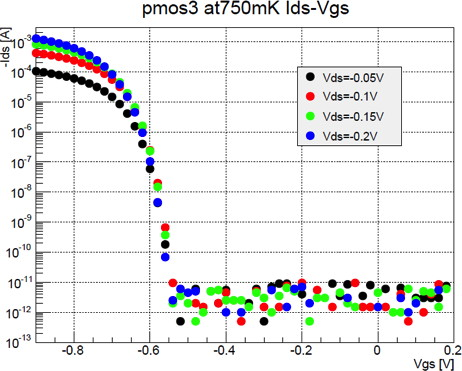 pmos3 at750mK Ids-Vgs
-Ids [A]
10-3
10-4
10-5
10-6
10-7
10-8
10-9
10-10
10-11
10-12
10-13
Vds=-0.05V
Vds=-0.1V
Vds=-0.15V
Vds=-0.2V
-0.8 -0.6 -0.4 -0.2 0 0.2
Vgs [V]